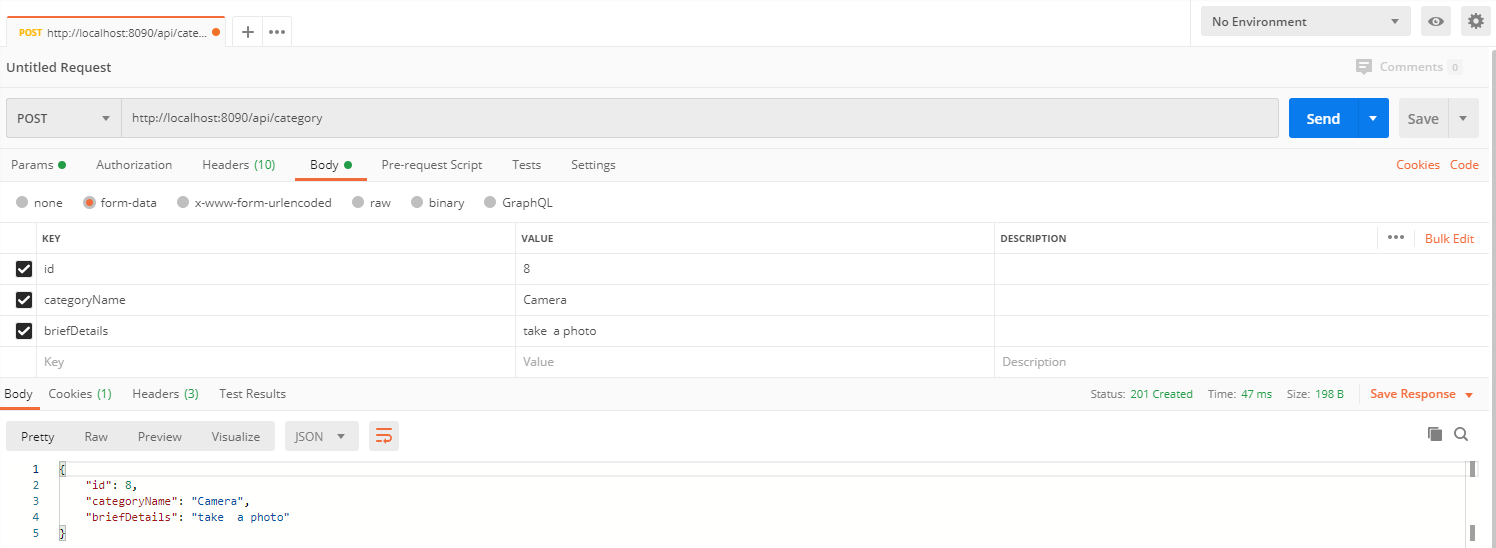 POST http://localhost:8090/api/cate... No Environment
Untitled Request Comments 0
POST http://localhost:8090/api/category Send Save
Params Authorization Headers (10) Body Pre-request Script Tests Settings Cookies Code
none form-data x-www-form-urlencoded raw binary GraphQL
KEY VALUE DESCRIPTION ••• Bulk Edit
id 8
categoryName Camera
briefDetails take  a photo
Key Value Description
Body Cookies (1) Headers (3) Test Results Status: 201 Created Time: 47 ms Size: 198 B Save Response
Pretty Raw Preview Visualize JSON
1 {
2 "id": 8,
3 "categoryName": "Camera",
4 "briefDetails": "take  a photo"
5 }